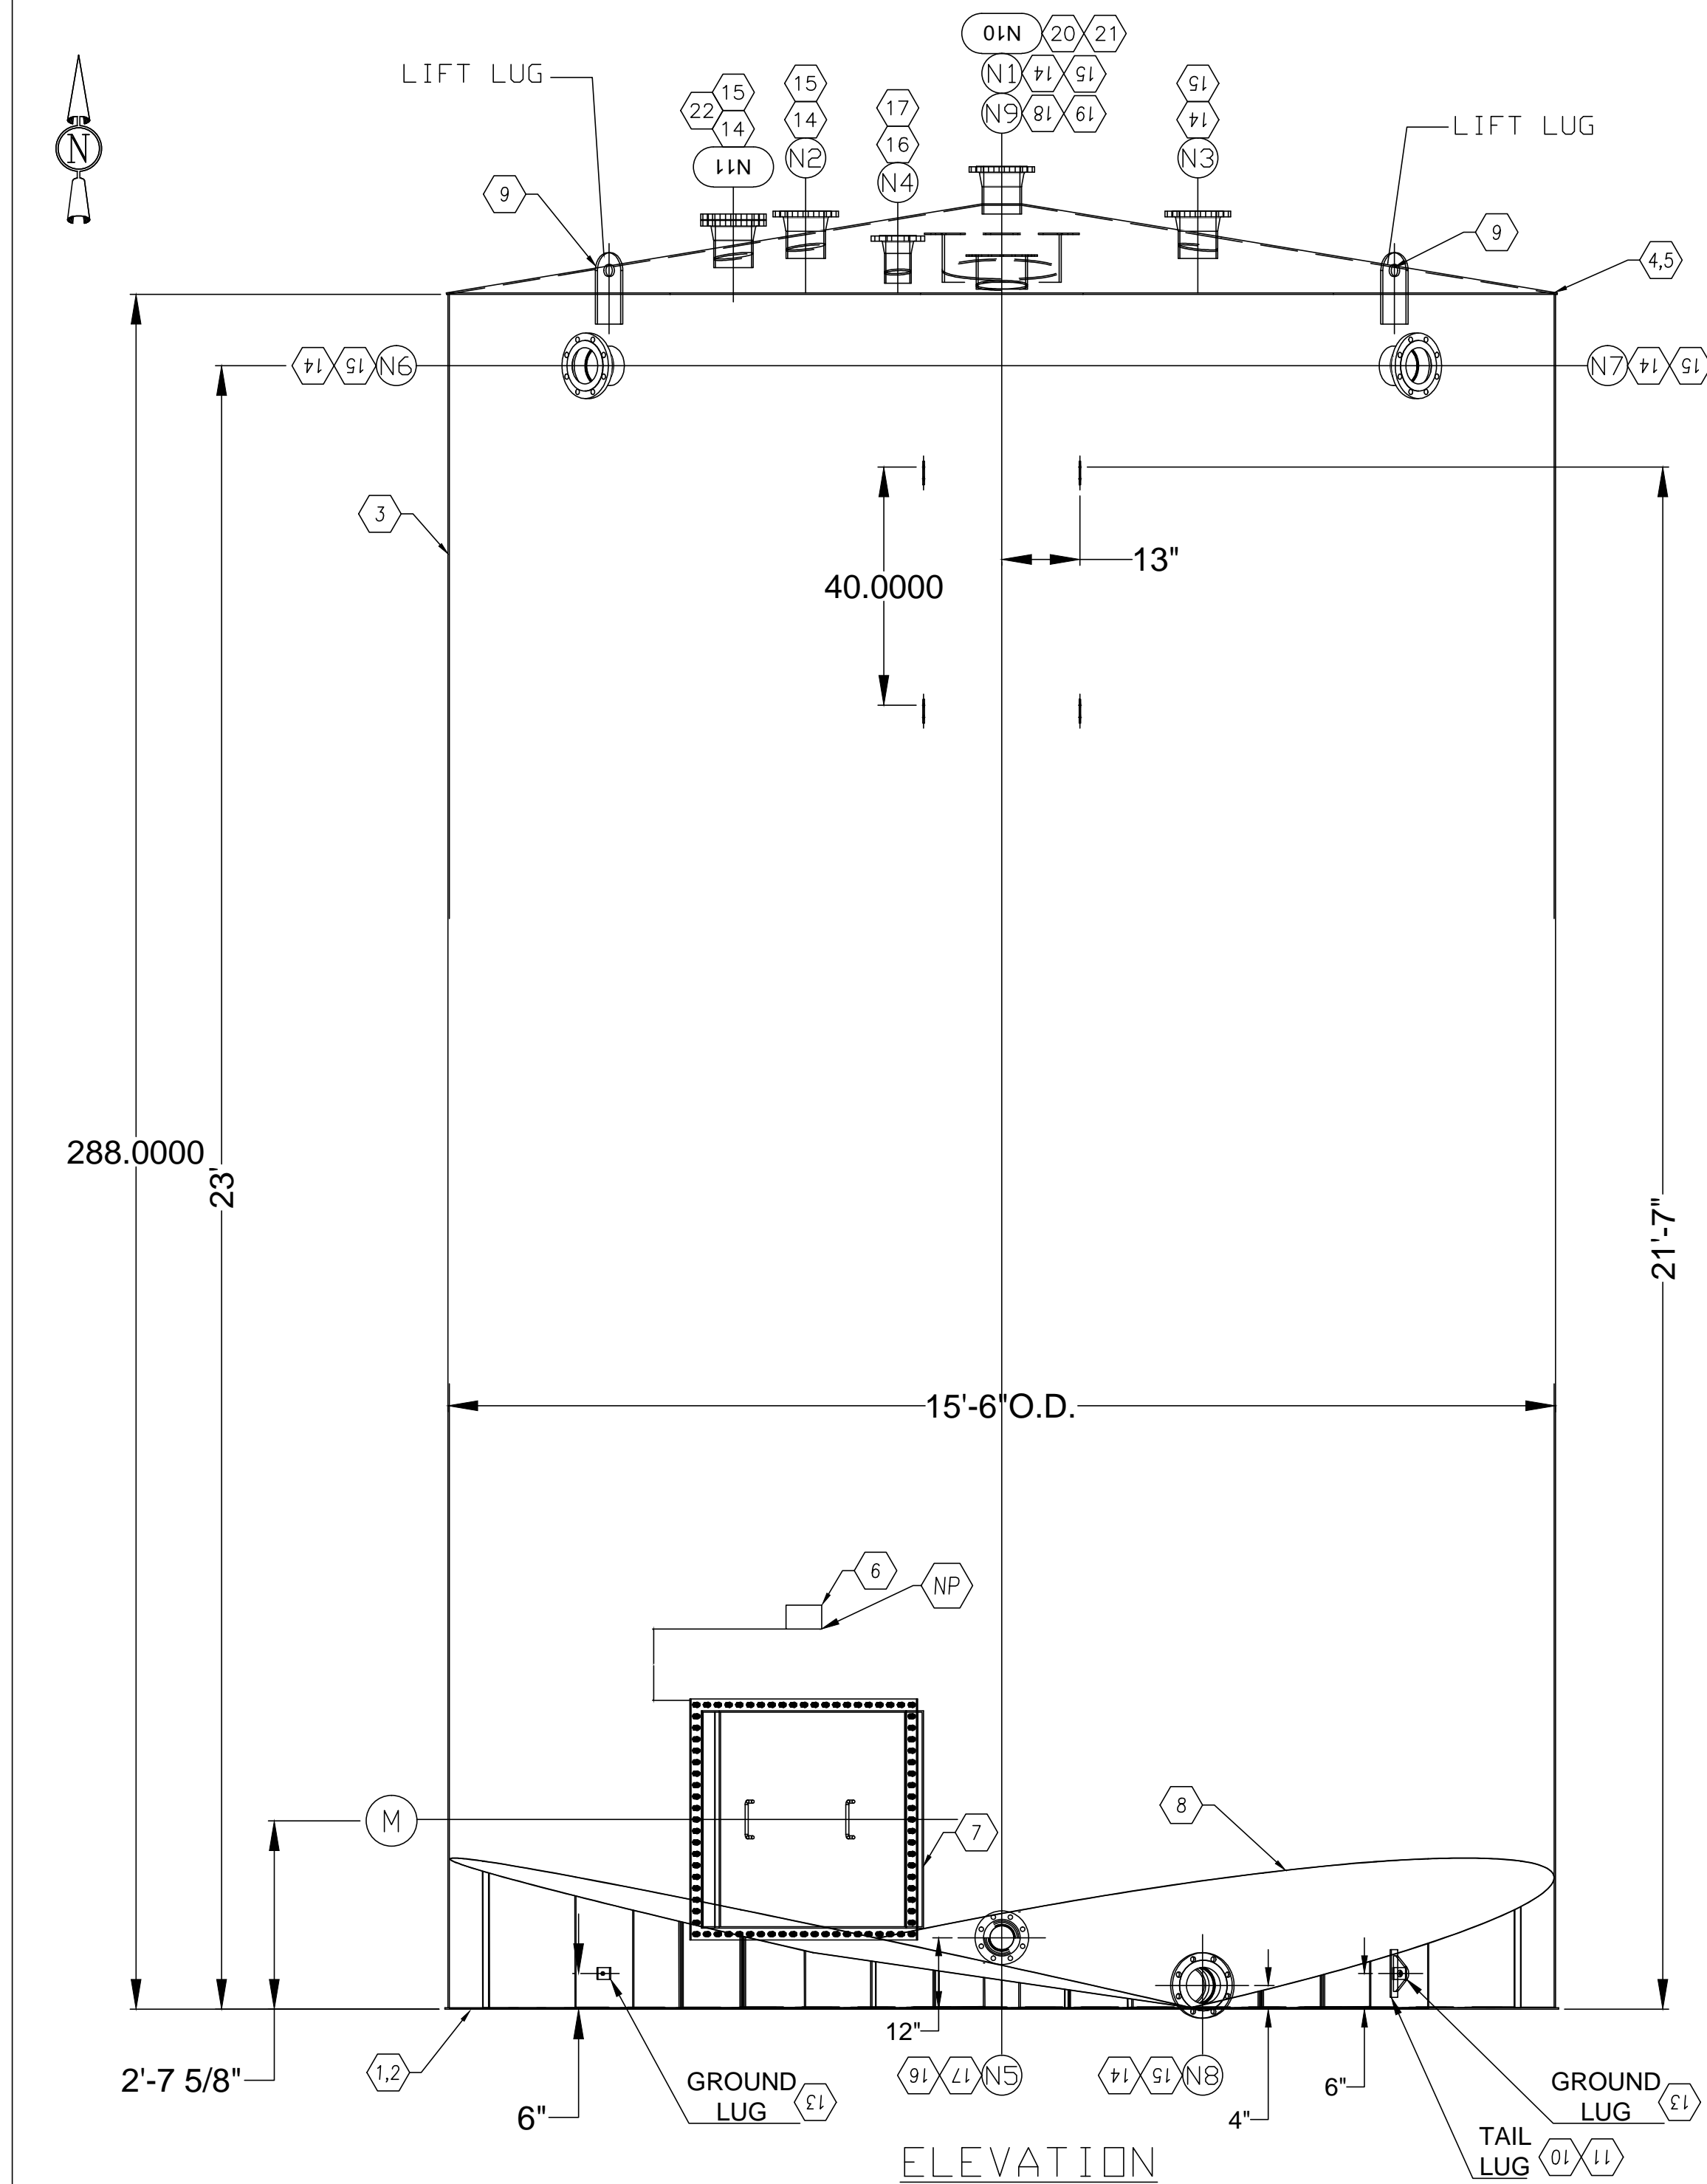 N10 20 21
LIFT LUG
N1 14 15
15
15
15
22
17
N9 18 19
14
14
14
LIFT LUG
N
16
N11
N2
N3
N4
9
9
4,5
14 15 N6
N7 14 15
3
13"
40.0000
288.0000
23'
21'-7"
15'-6"O.D.
6
NP
M
8
7
12"
2'-7 5/8"
1,2
GROUND
LUG
13
16 17 N5
14 15 N8
6"
GROUND
LUG
13
6"
4"
TAIL
LUG
10 11
ELEVATION